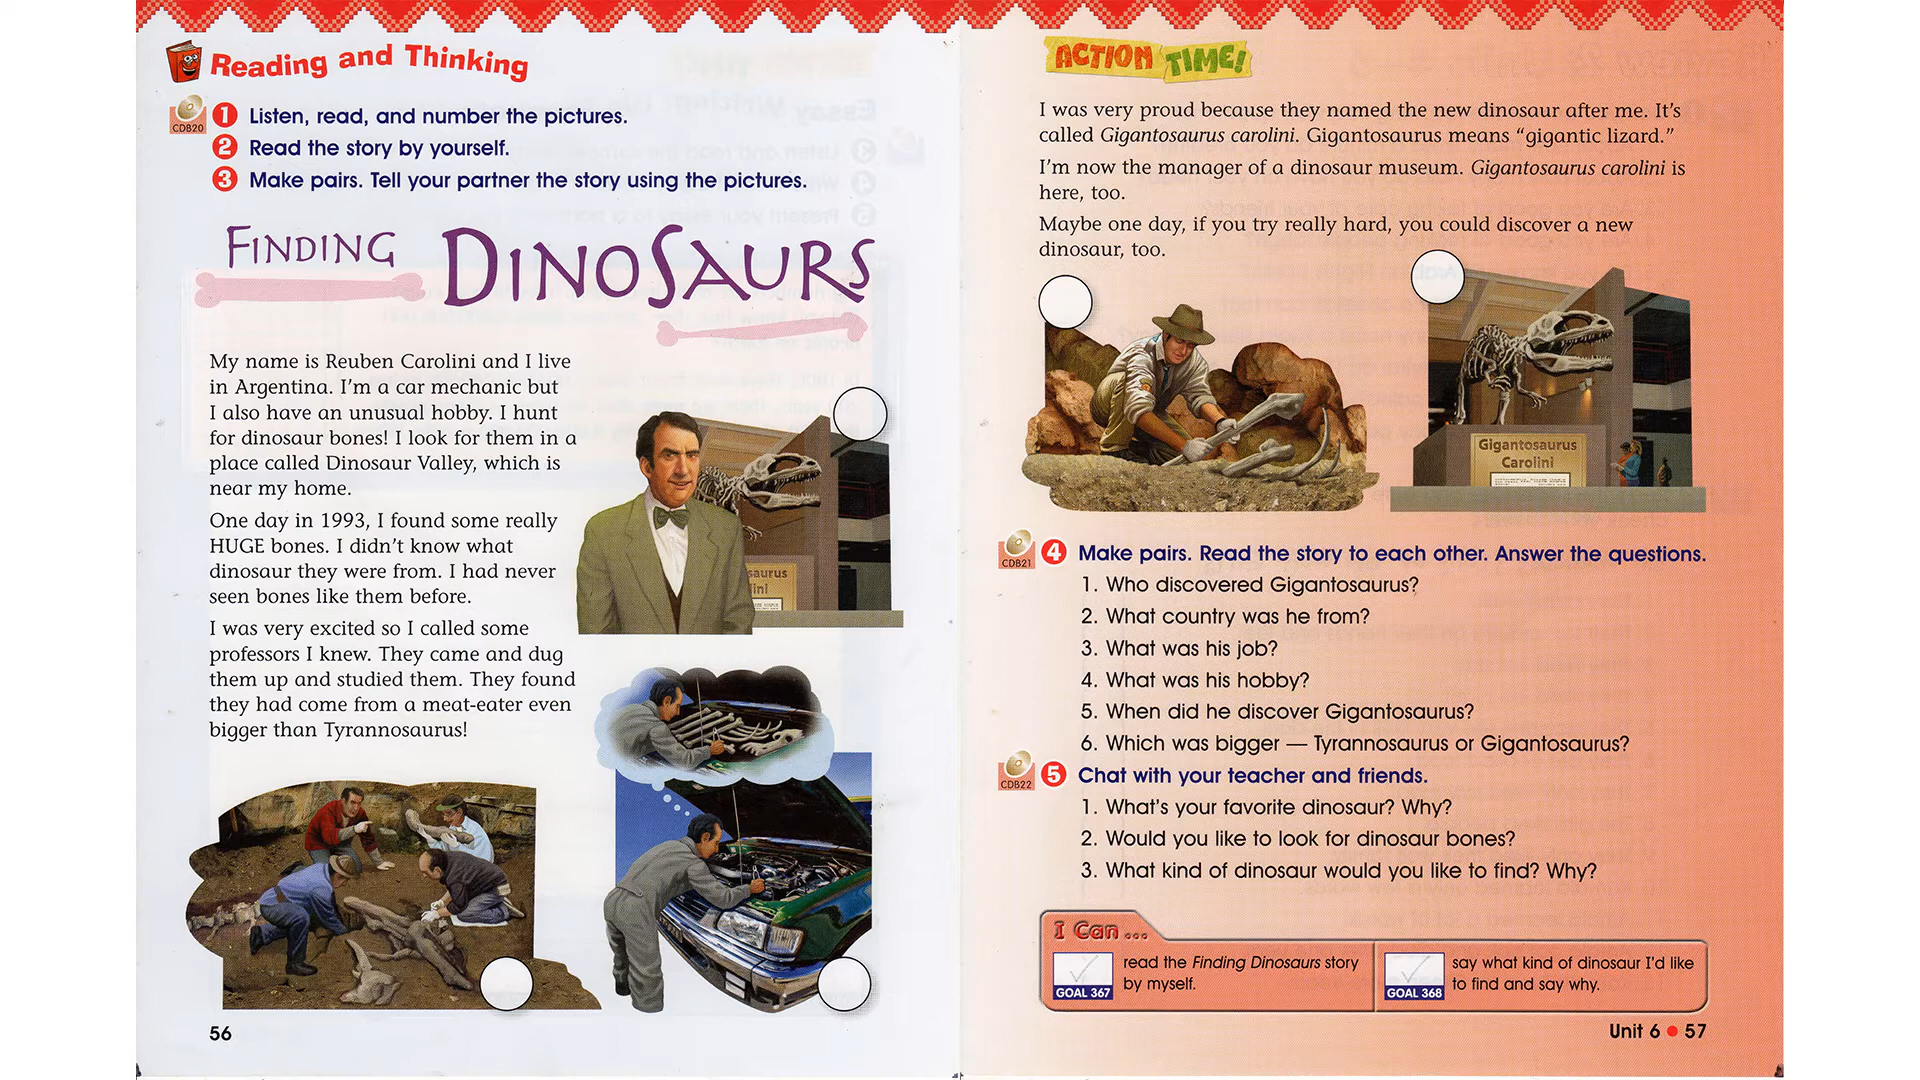 Reading and Thinking
CDB20
1 Listen, read, and number the pictures.
2 Read the story by yourself.
3 Make pairs. Tell your partner the story using the pictures.
FINDING DINOSAURS
My name is Reuben Carolini and I live
in Argentina. I'm a car mechanic but
I also have an unusual hobby. I hunt
for dinosaur bones! I look for them in a
place called Dinosaur Valley, which is
near my home.
One day in 1993, I found some really
HUGE bones. I didn't know what
dinosaur they were from. I had never
seen bones like them before.
I was very excited so I called some
professors I knew. They came and dug
them up and studied them. They found
they had come from a meat-eater even
bigger than Tyrannosaurus!
saurus
ini
56
ACTION TIME!
I was very proud because they named the new dinosaur after me. It's
called Gigantosaurus carolini. Gigantosaurus means “gigantic lizard.”
I'm now the manager of a dinosaur museum. Gigantosaurus carolini is
here, too.
Maybe one day, if you try really hard, you could discover a new
dinosaur, too.
Gigantosaurus
Carolini
CDB21
4 Make pairs. Read the story to each other. Answer the questions.
1. Who discovered Gigantosaurus?
2. What country was he from?
3. What was his job?
4. What was his hobby?
5. When did he discover Gigantosaurus?
6. Which was bigger — Tyrannosaurus or Gigantosaurus?
CDB22
5 Chat with your teacher and friends.
1. What's your favorite dinosaur? Why?
2. Would you like to look for dinosaur bones?
3. What kind of dinosaur would you like to find? Why?
I Can ...
GOAL 367
read the Finding Dinosaurs story
by myself.
GOAL 368
say what kind of dinosaur I'd like
to find and say why.
Unit 6 • 57